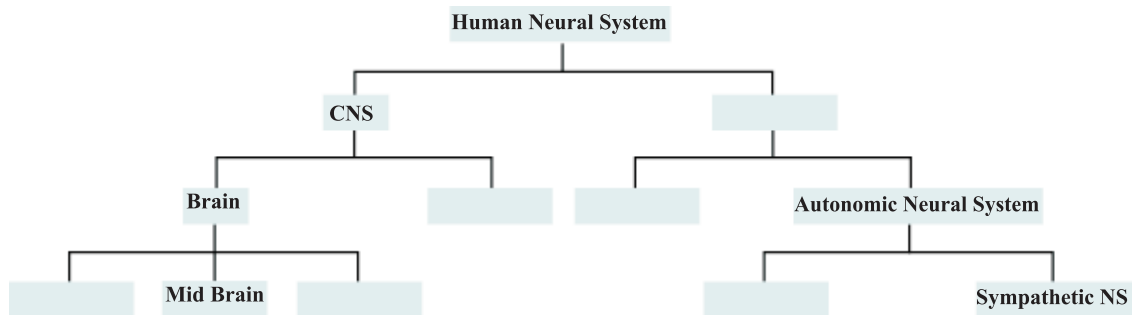 Human Neural System
CNS
Brain
Autonomic Neural System
Mid Brain
Sympathetic NS